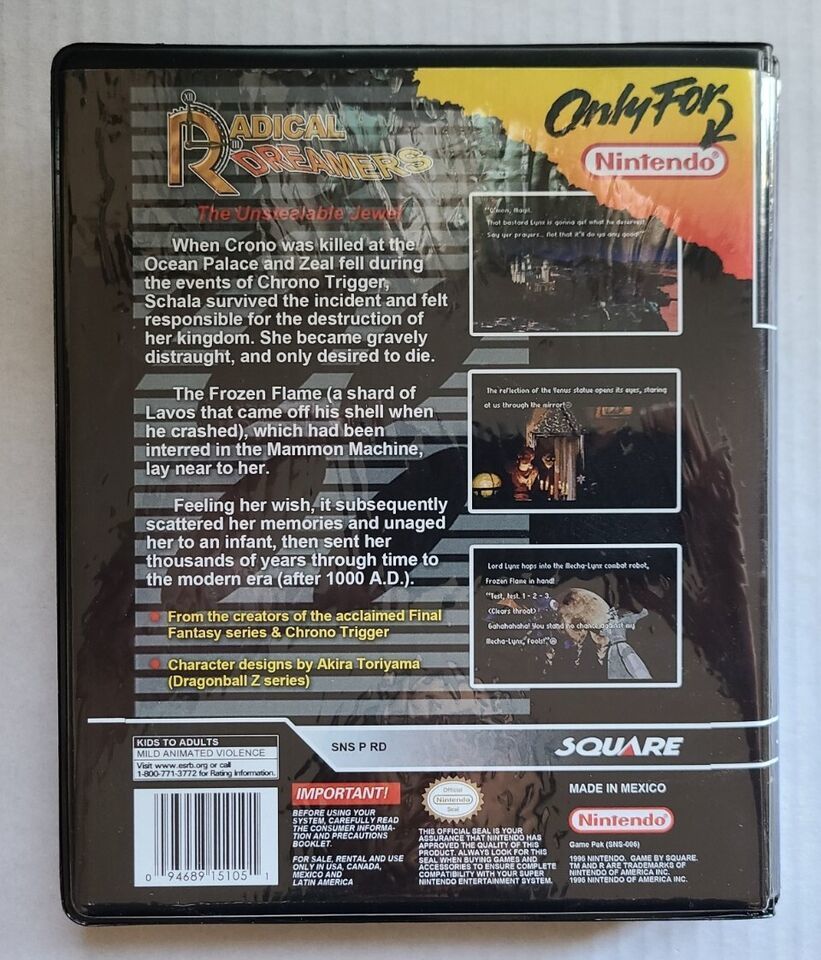 Only For
Nintendo®
XII
RADICAL
DREAMERS
The Unstealable Jewel
When Crono was killed at the
Ocean Palace and Zeal fell during
the events of Chrono Trigger,
Schala survived the incident and felt
responsible for the destruction of
her kingdom. She became gravely
distraught, and only desired to die.
The Frozen Flame (a shard of
Lavos that came off his shell when
he crashed), which had been
interred in the Mammon Machine,
lay near to her.
Feeling her wish, it subsequently
scattered her memories and unaged
her to an infant, then sent her
thousands of years through time to
the modern era (after 1000 A.D.).
From the creators of the acclaimed Final
Fantasy series & Chrono Trigger
Character designs by Akira Toriyama
(Dragonball Z series)
"C'mon, Magil.
That bastard Lynx is gonna get what he deserves!
Say yer prayers... Not that it'll do ya any good!"
The reflection of the Venus statue opens its eyes, staring
at us through the mirror!
Lord Lynx hops into the Mecha-Lynx combat robot,
Frozen Flame in hand!
"Test, test. 1 - 2 - 3.
<Clears throat>
Gahahahaha! You stand no chance against my
Mecha-Lynx, fools!"
KIDS TO ADULTS
MILD ANIMATED VIOLENCE
Visit www.esrb.org or call
1-800-771-3772 for Rating Information.
SNS P RD
SQUARE
0 94689 15105 1
IMPORTANT!
BEFORE USING YOUR
SYSTEM, CAREFULLY READ
THE CONSUMER INFORMA-
TION AND PRECAUTIONS
BOOKLET.
FOR SALE, RENTAL AND USE
ONLY IN USA, CANADA,
MEXICO AND
LATIN AMERICA
Official
Nintendo
Seal
THIS OFFICIAL SEAL IS YOUR
ASSURANCE THAT NINTENDO HAS
APPROVED THE QUALITY OF THIS
PRODUCT. ALWAYS LOOK FOR THIS
SEAL WHEN BUYING GAMES AND
ACCESSORIES TO ENSURE COMPLETE
COMPATIBILITY WITH YOUR SUPER
NINTENDO ENTERTAINMENT SYSTEM.
MADE IN MEXICO
Nintendo®
Game Pak (SNS-006)
1996 NINTENDO. GAME BY SQUARE.
TM AND R ARE TRADEMARKS OF
NINTENDO OF AMERICA INC.
1996 NINTENDO OF AMERICA INC.